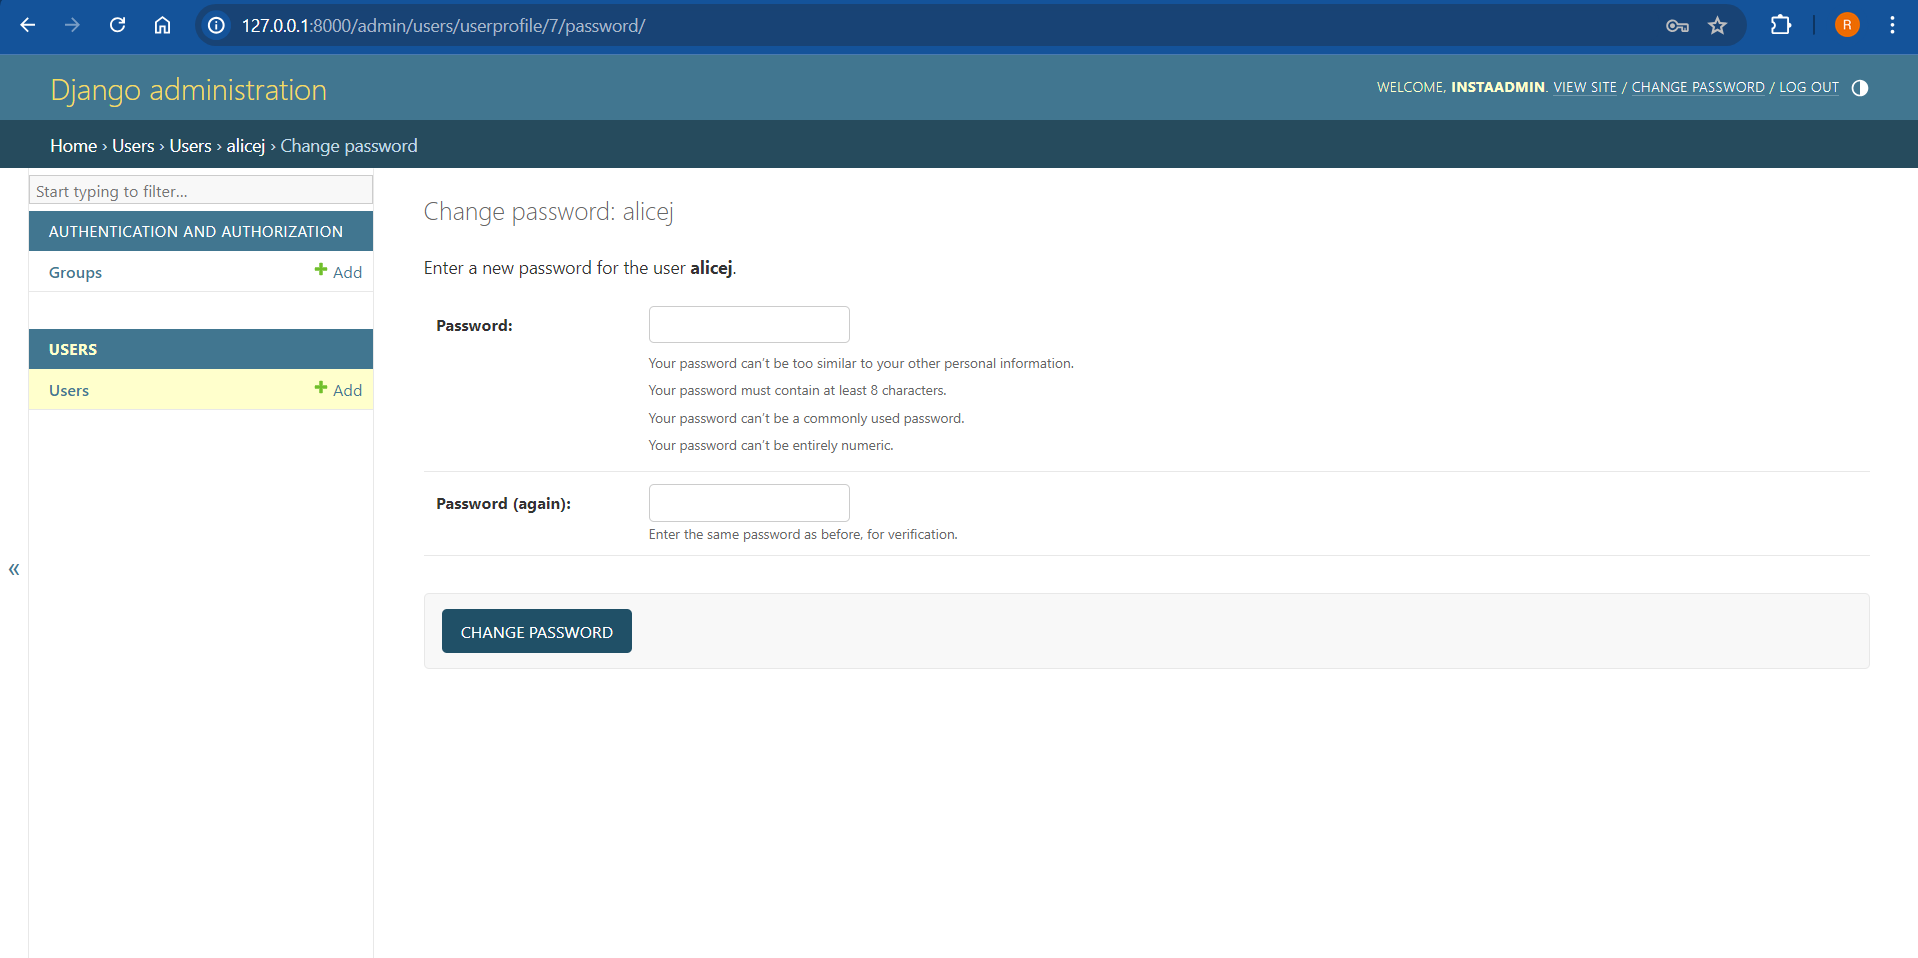 127.0.0.1:8000/admin/users/userprofile/7/password/
R
Django administration
WELCOME, INSTAADMIN. VIEW SITE / CHANGE PASSWORD / LOG OUT
Home › Users › Users › alicej › Change password
Start typing to filter...
AUTHENTICATION AND AUTHORIZATION
Groups + Add
USERS
Users + Add
«
Change password: alicej
Enter a new password for the user alicej.
Password:
Your password can't be too similar to your other personal information.
Your password must contain at least 8 characters.
Your password can't be a commonly used password.
Your password can't be entirely numeric.
Password (again):
Enter the same password as before, for verification.
CHANGE PASSWORD